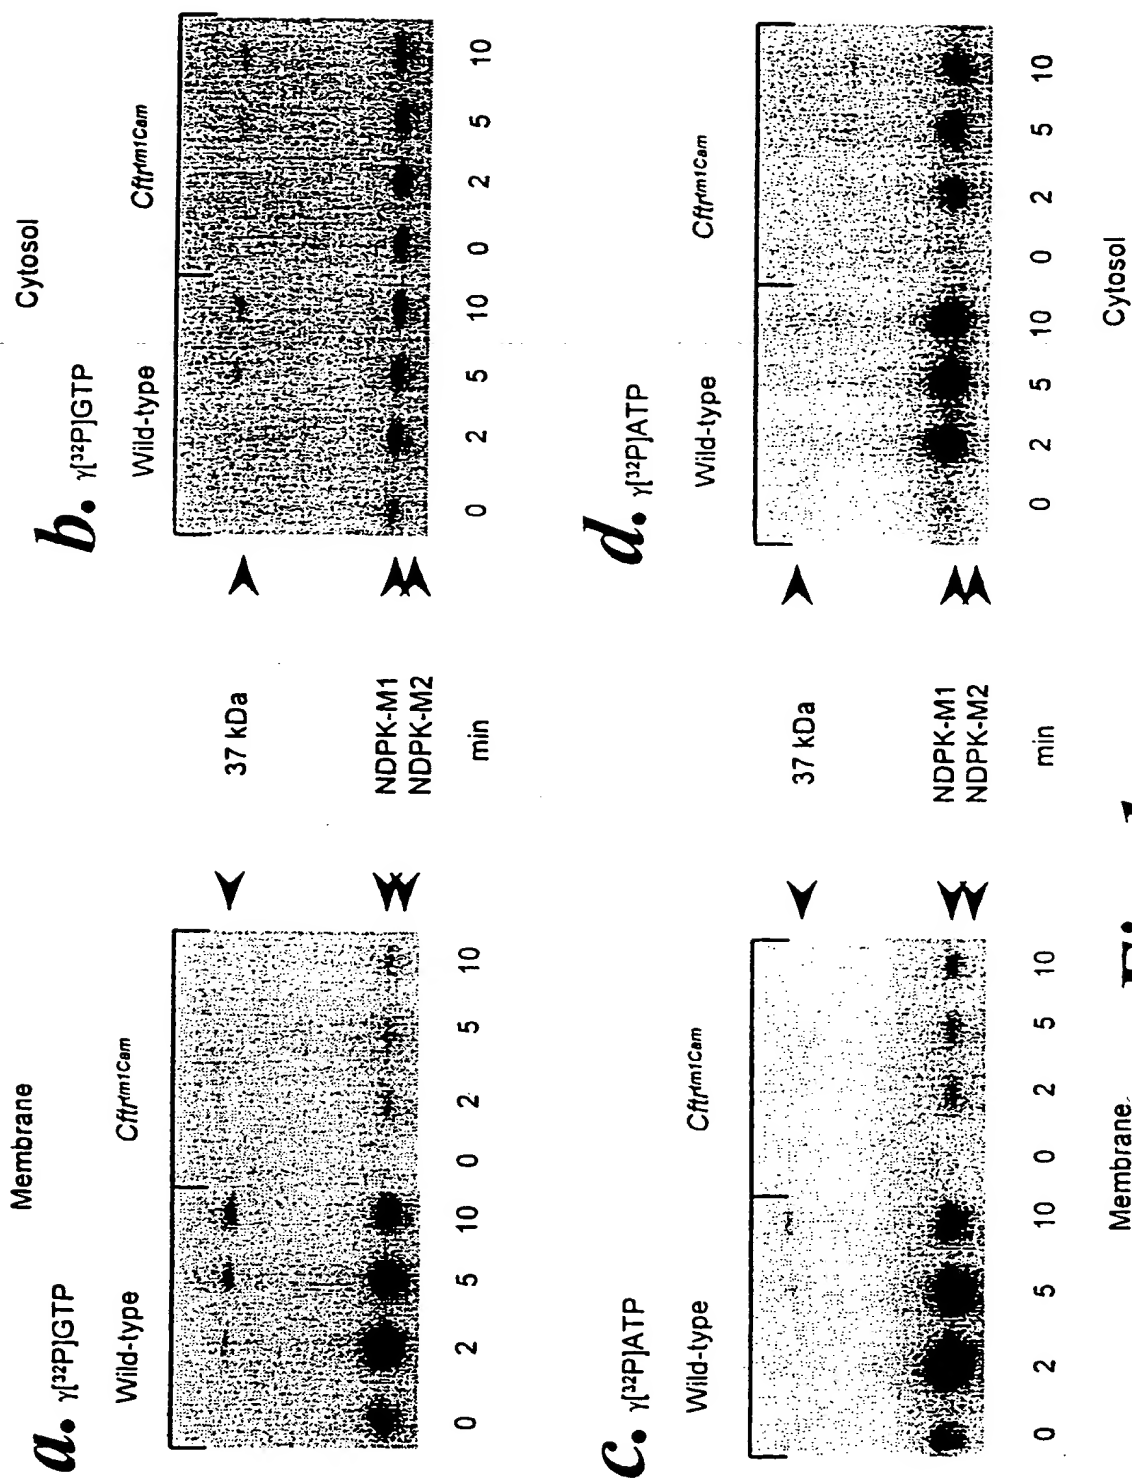 Membrane
Cytosol
a. γ[³²P]GTP
b. γ[³²P]GTP
Wild-type
Cftrᵗᵐ¹ᶜᵃᵐ
Wild-type
Cftrᵗᵐ¹ᶜᵃᵐ
37 kDa
NDPK-M1
NDPK-M2
0 2 5 10 0 2 5 10
min
0 2 5 10 0 2 5 10
c. γ[³²P]ATP
d. γ[³²P]ATP
Wild-type
Cftrᵗᵐ¹ᶜᵃᵐ
Wild-type
Cftrᵗᵐ¹ᶜᵃᵐ
37 kDa
NDPK-M1
NDPK-M2
0 2 5 10 0 2 5 10
min
0 2 5 10 0 2 5 10
Membrane
Cytosol